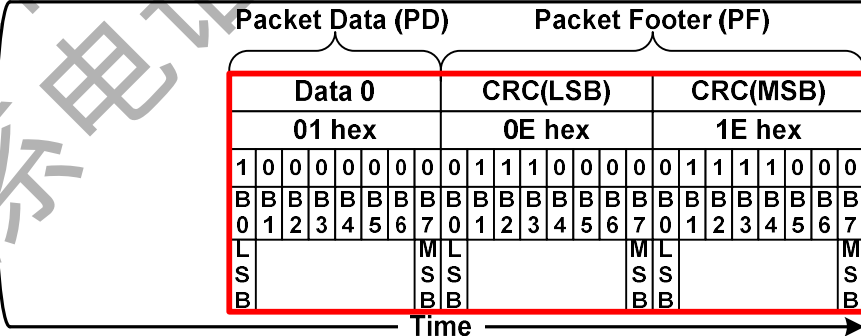 系电话
Packet Data (PD) Packet Footer (PF)
Data 0 CRC(LSB) CRC(MSB)
01 hex 0E hex 1E hex
1 0 0 0 0 0 0 0 0 1 1 1 0 0 0 0 0 1 1 1 1 0 0 0
B0 B1 B2 B3 B4 B5 B6 B7 B0 B1 B2 B3 B4 B5 B6 B7 B0 B1 B2 B3 B4 B5 B6 B7
LSB MSB LSB MSB LSB MSB
Time